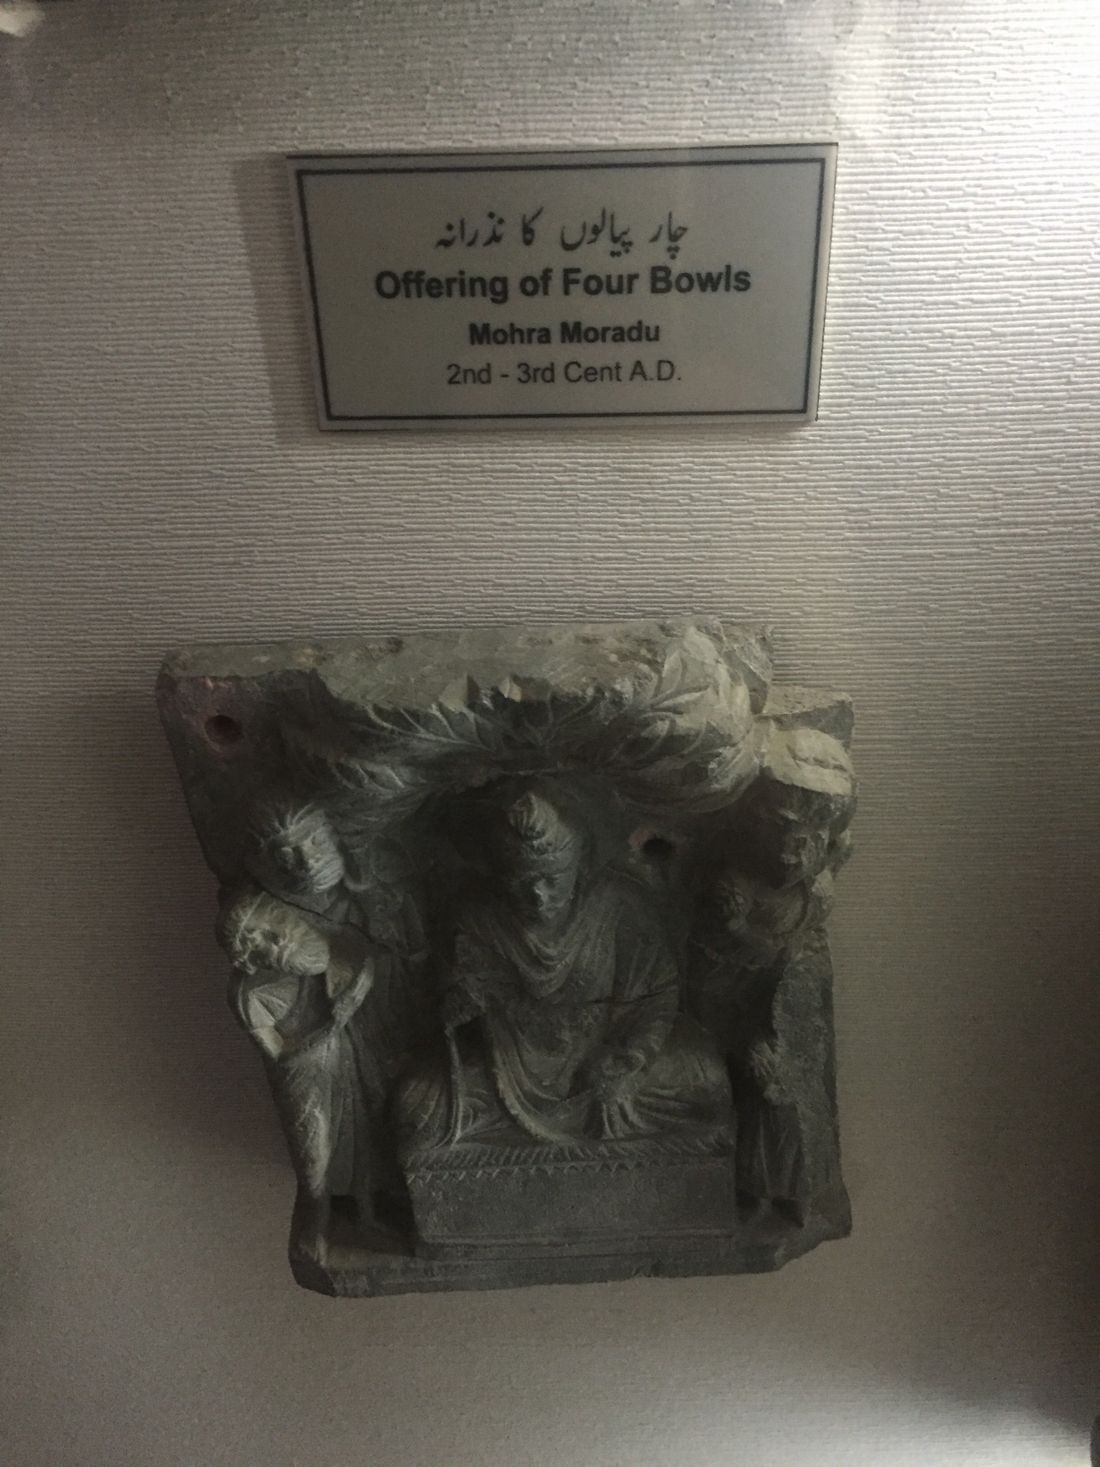 چار پیالوں کا نذرانہ
Offering of Four Bowls
Mohra Moradu
2nd - 3rd Cent A.D.